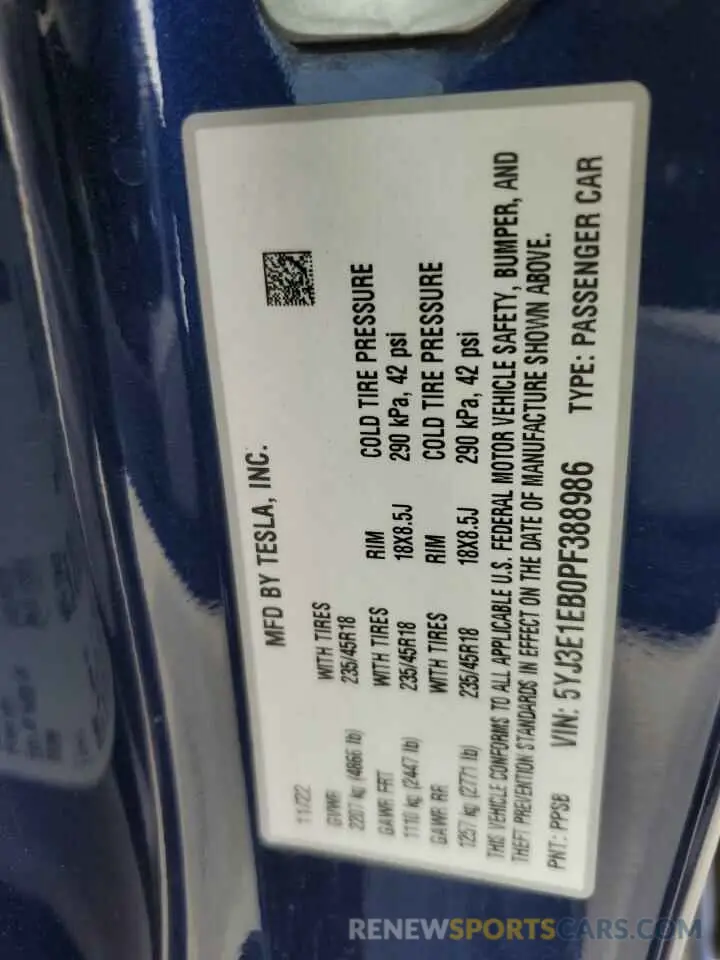 MFD BY TESLA, INC.
11/22
GVWR
2207 kg (4866 lb)
WITH TIRES
235/45R18
GAWR FRT
WITH TIRES
RIM
COLD TIRE PRESSURE
1110 kg (2447 lb)
235/45R18
18X8.5J
290 kPa, 42 psi
GAWR RR
WITH TIRES
RIM
COLD TIRE PRESSURE
1257 kg (2771 lb)
235/45R18
18X8.5J
290 kPa, 42 psi
THIS VEHICLE CONFORMS TO ALL APPLICABLE U.S. FEDERAL MOTOR VEHICLE SAFETY, BUMPER, AND
THEFT PREVENTION STANDARDS IN EFFECT ON THE DATE OF MANUFACTURE SHOWN ABOVE.
PNT: PPSB VIN: 5YJ3E1EB0PF388986 TYPE: PASSENGER CAR
RENEWSPORTSCARS.COM